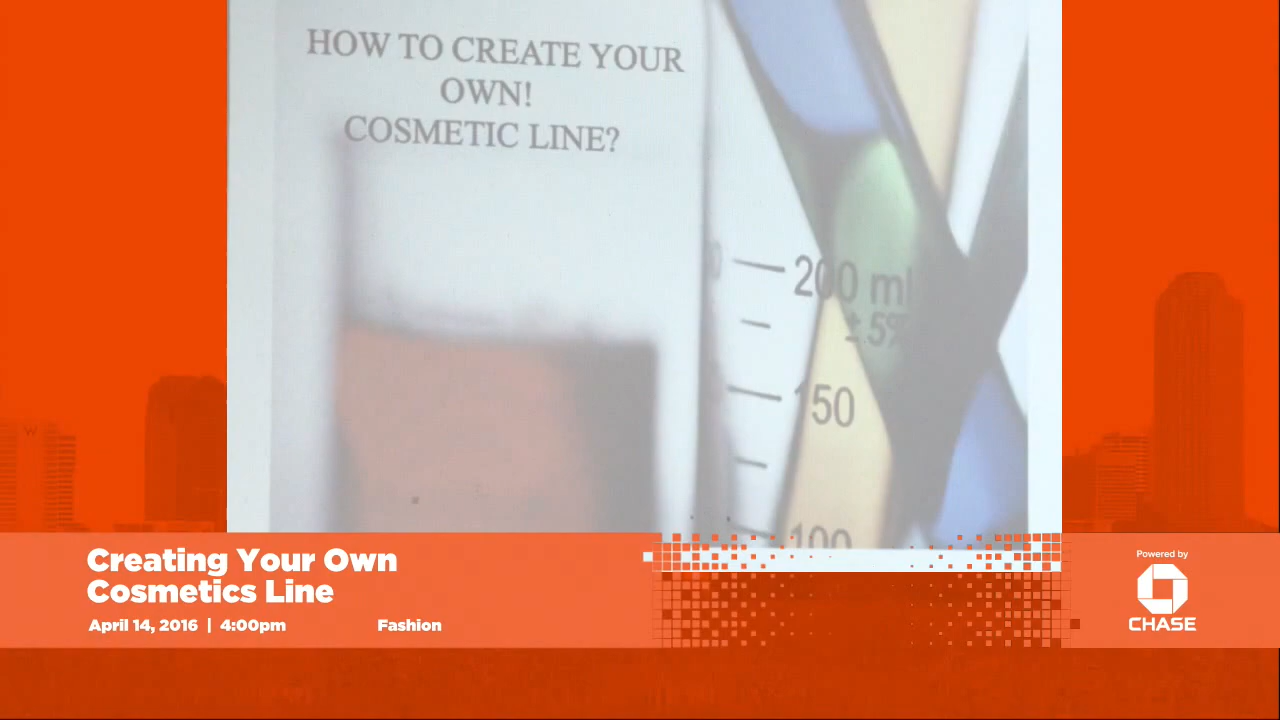 HOW TO CREATE YOUR
OWN!
COSMETIC LINE?
200 ml
± 5%
150
100
Creating Your Own
Cosmetics Line
April 14, 2016 | 4:00pm Fashion
Powered by
CHASE